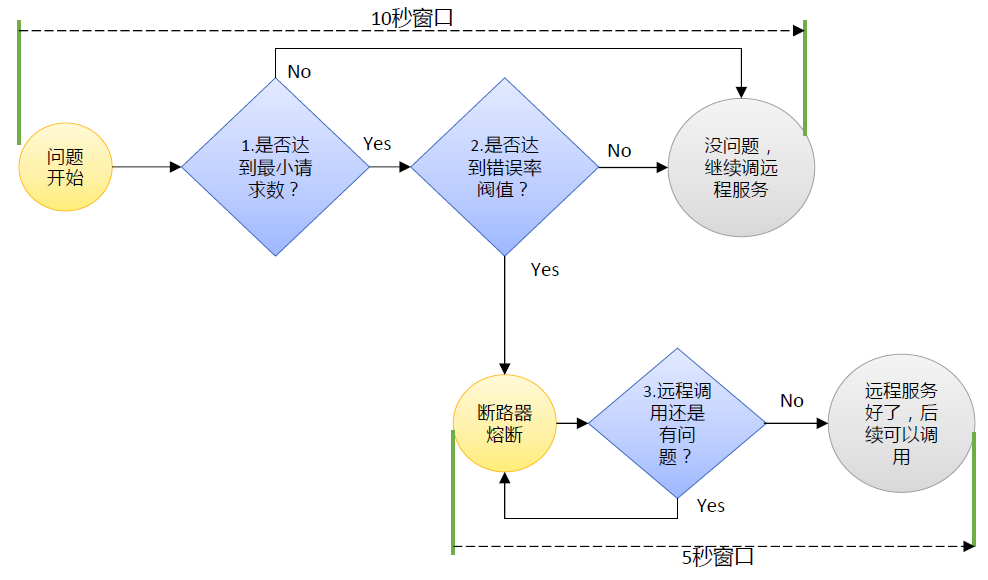 10秒窗口
No
问题
开始
1.是否达
到最小请
求数？
Yes
2.是否达
到错误率
阀值？
No
没问题，
继续调远
程服务
Yes
断路器
熔断
3.远程调
用还是
有问
题？
No
远程服务
好了，后
续可以调
用
Yes
5秒窗口